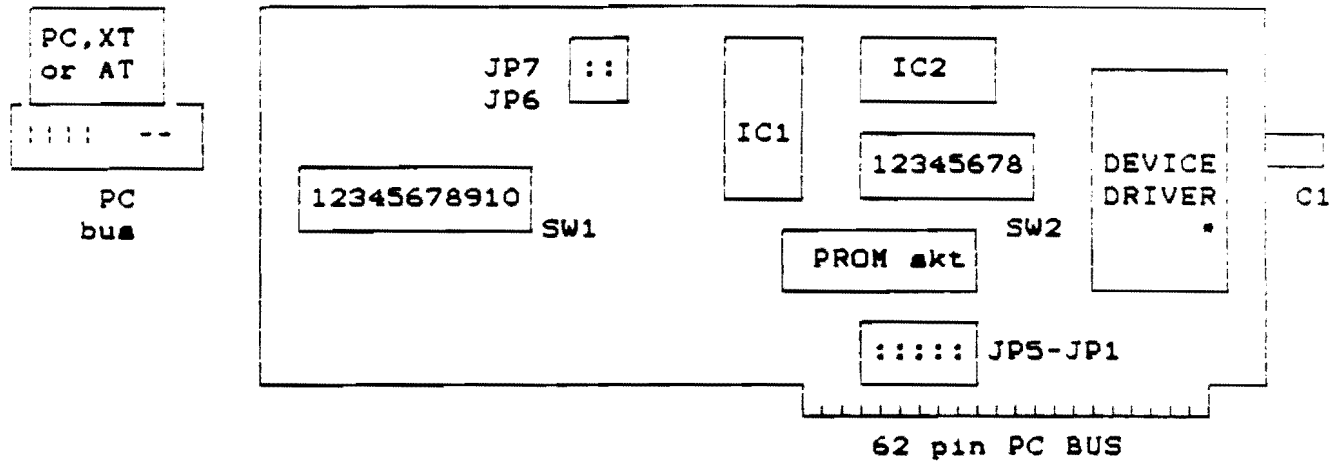 PC,XT
or AT
:::: --
PC
bus
JP7
JP6
::
IC1
IC2
12345678
SW2
12345678910
SW1
PROM skt
DEVICE
DRIVER
*
C1
::::: JP5-JP1
62 pin PC BUS